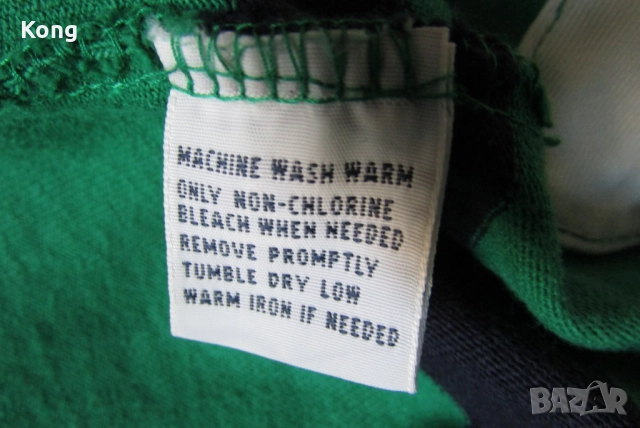 Kong
MACHINE WASH WARM
ONLY NON-CHLORINE
BLEACH WHEN NEEDED
REMOVE PROMPTLY
TUMBLE DRY LOW
WARM IRON IF NEEDED
BAZAR